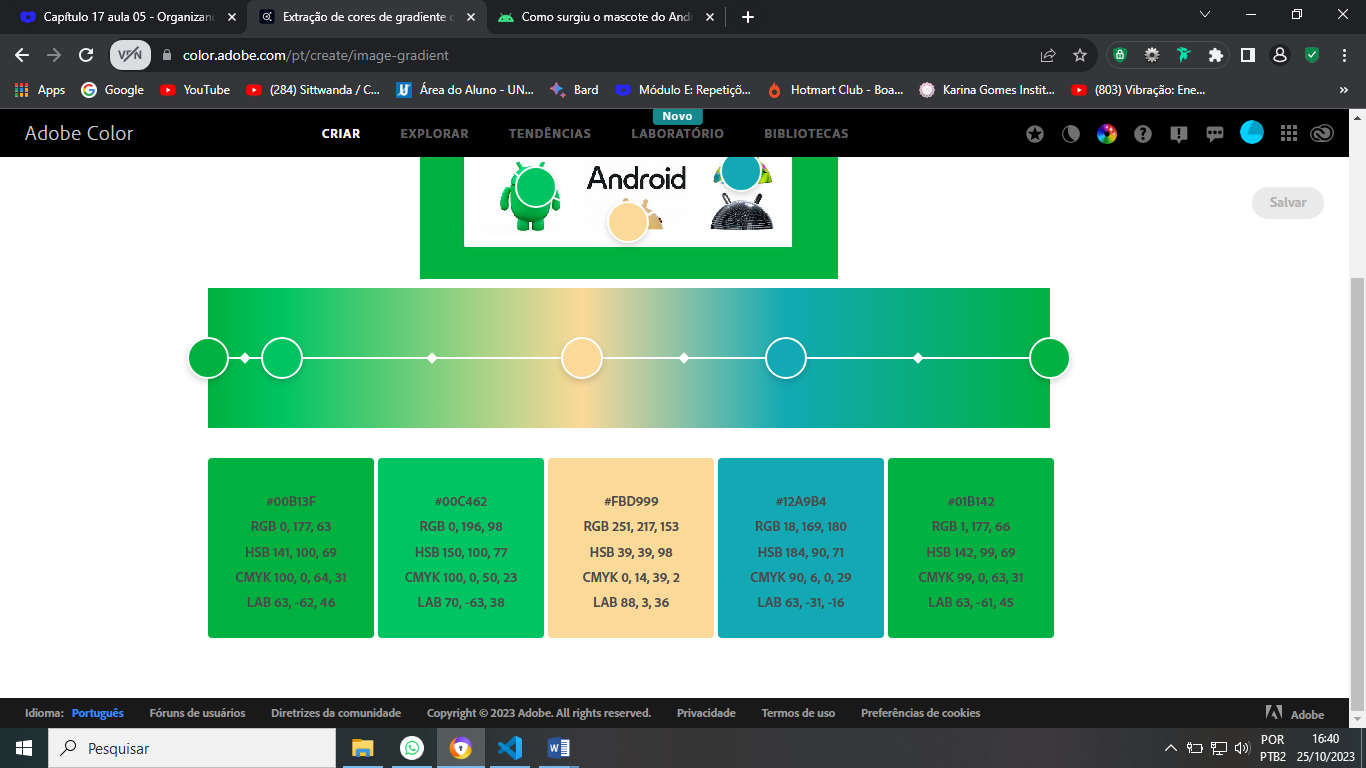 Capítulo 17 aula 05 - Organizan
Extração de cores de gradiente d
Como surgiu o mascote do Andr
VPN
color.adobe.com/pt/create/image-gradient
Apps
Google
YouTube
(284) Sittwanda / C...
Área do Aluno - UN...
Bard
Módulo E: Repetiçõ...
Hotmart Club - Boa...
Karina Gomes Instit...
(803) Vibração: Ene...
»
Adobe Color
CRIAR
EXPLORAR
TENDÊNCIAS
Novo
LABORATÓRIO
BIBLIOTECAS
Android
Salvar
#00B13F
RGB 0, 177, 63
HSB 141, 100, 69
CMYK 100, 0, 64, 31
LAB 63, -62, 46
#00C462
RGB 0, 196, 98
HSB 150, 100, 77
CMYK 100, 0, 50, 23
LAB 70, -63, 38
#FBD999
RGB 251, 217, 153
HSB 39, 39, 98
CMYK 0, 14, 39, 2
LAB 88, 3, 36
#12A9B4
RGB 18, 169, 180
HSB 184, 90, 71
CMYK 90, 6, 0, 29
LAB 63, -31, -16
#01B142
RGB 1, 177, 66
HSB 142, 99, 69
CMYK 99, 0, 63, 31
LAB 63, -61, 45
Idioma: Português
Fóruns de usuários
Diretrizes da comunidade
Copyright © 2023 Adobe. All rights reserved.
Privacidade
Termos de uso
Preferências de cookies
Adobe
Pesquisar
POR
PTB2
16:40
25/10/2023